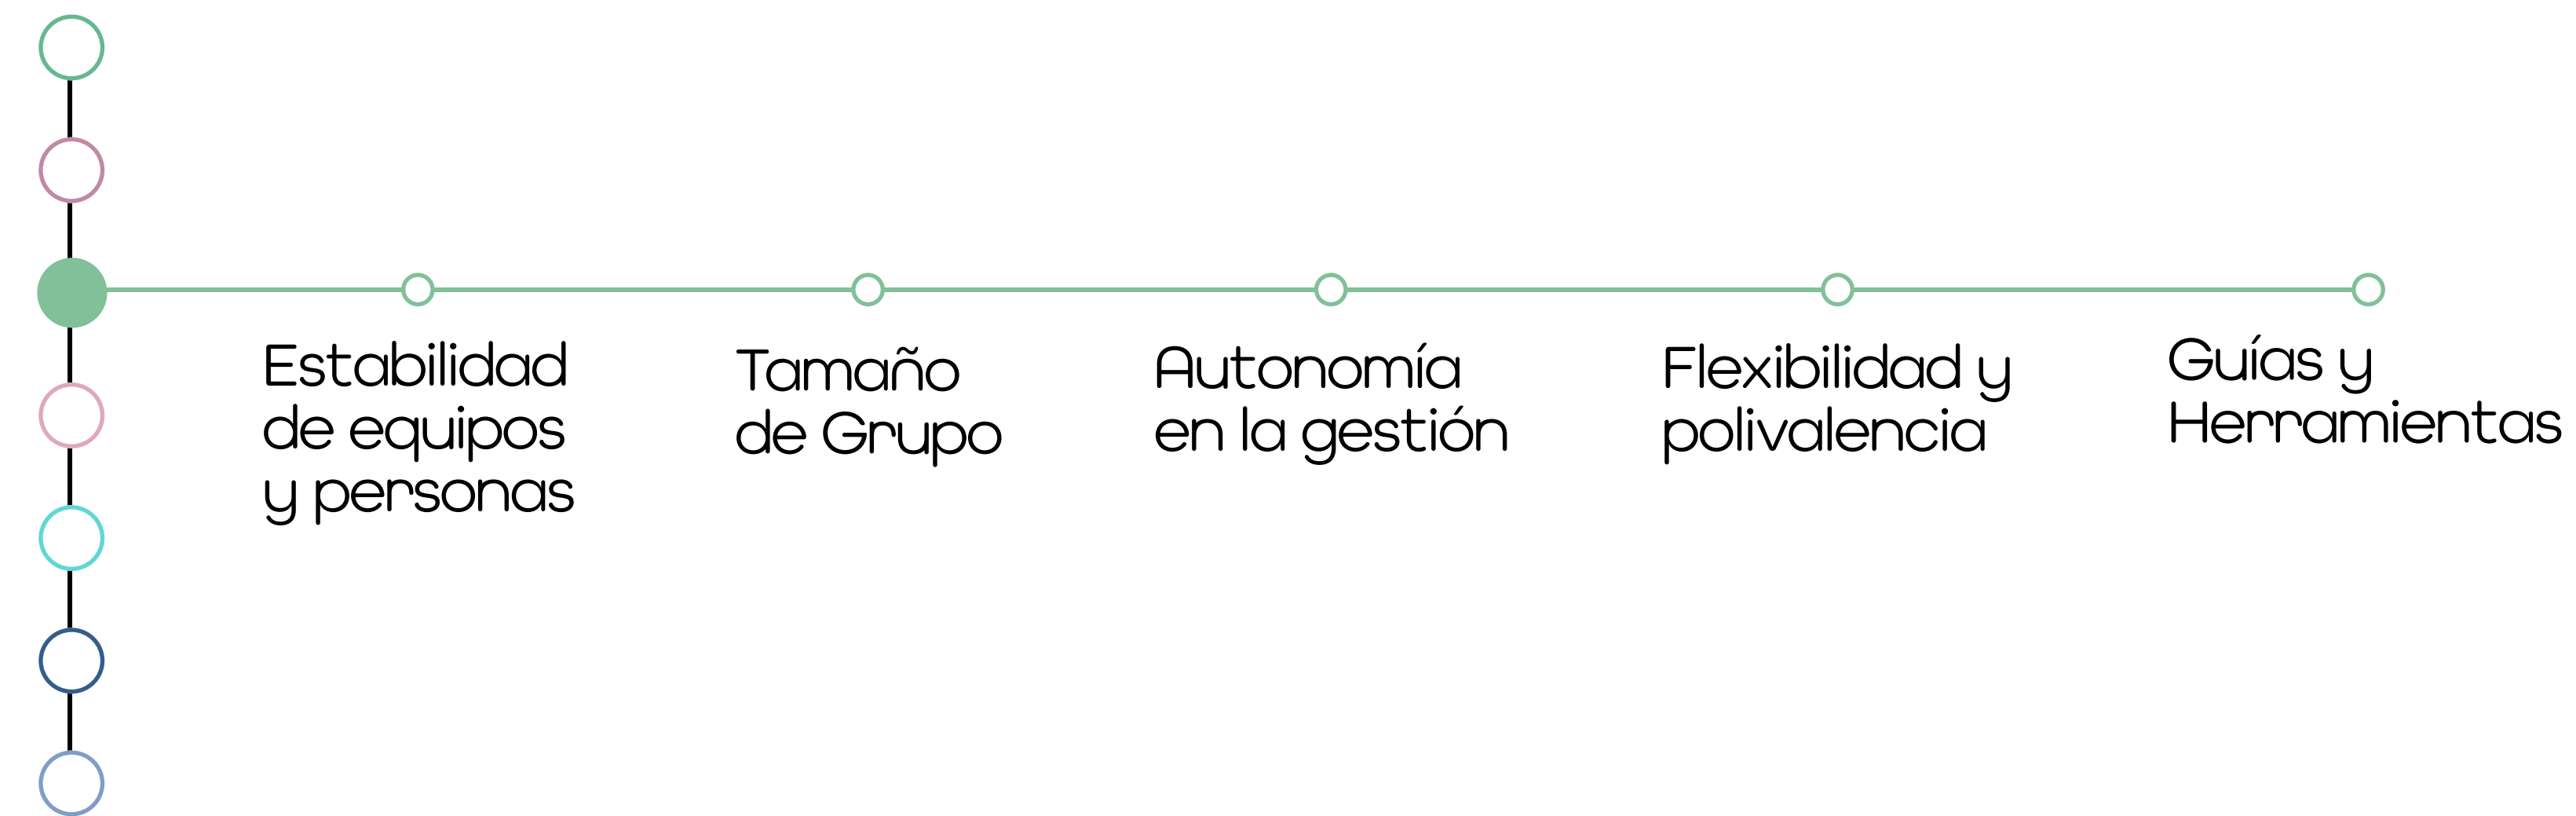 Estabilidad
de equipos
y personas
Tamaño
de Grupo
Autonomía
en la gestión
Flexibilidad y
polivalencia
Guías y
Herramientas